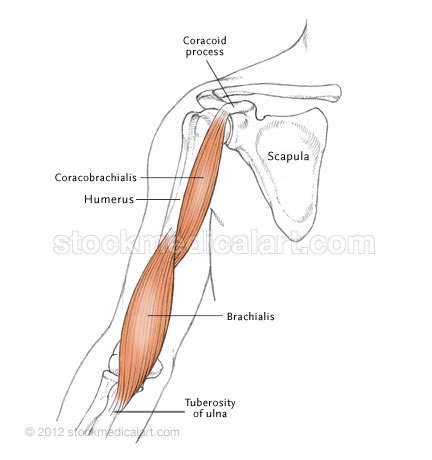 Coracoid
process
Scapula
Coracobrachialis
Humerus
stockmedicalart.com
Brachialis
Tuberosity
of ulna
© 2012 stockmedicalart.com